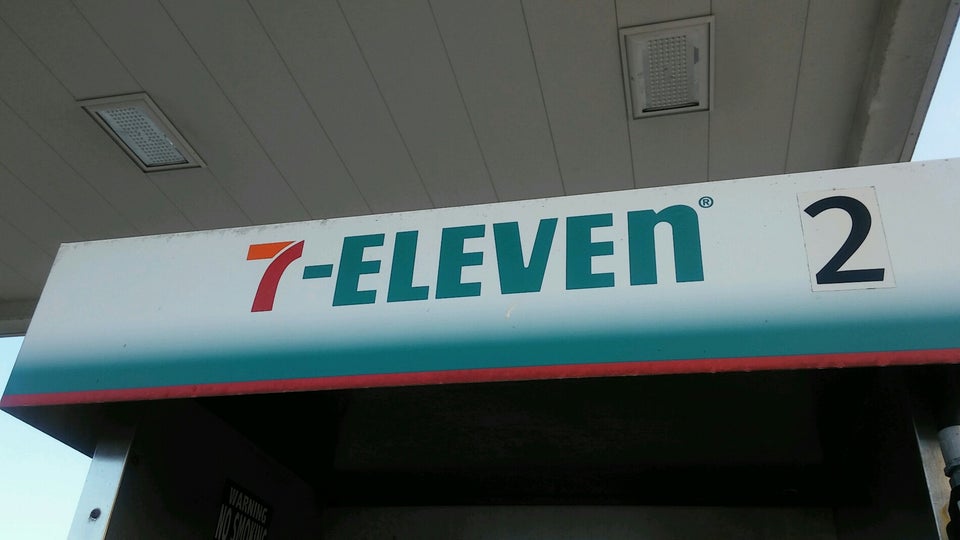 7-ELEVEn® 2
WARNING
NO SMOKING